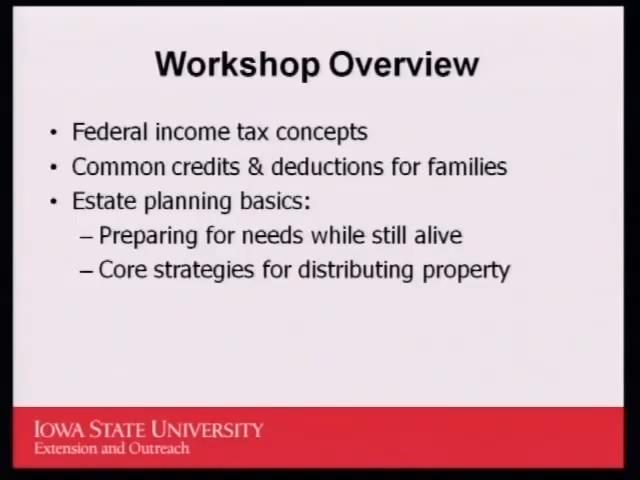 Workshop Overview
• Federal income tax concepts
• Common credits & deductions for families
• Estate planning basics:
– Preparing for needs while still alive
– Core strategies for distributing property
IOWA STATE UNIVERSITY
Extension and Outreach